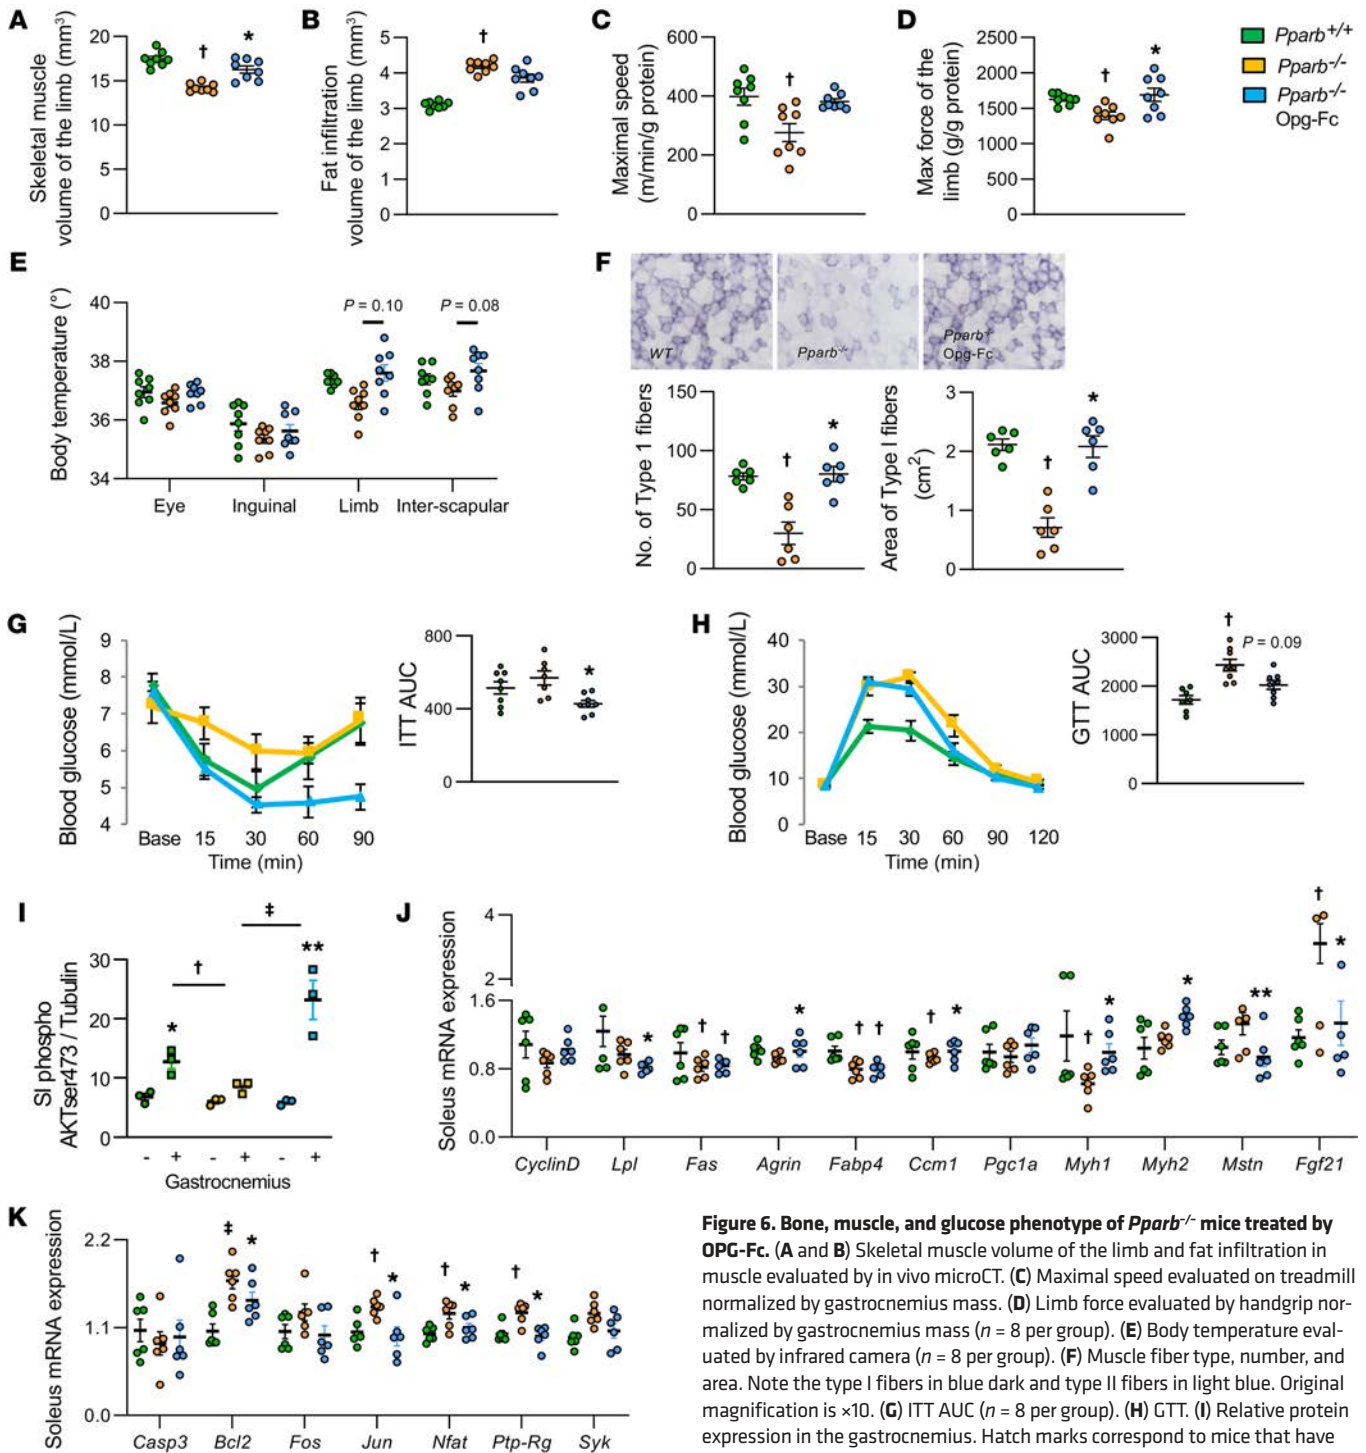 A
Skeletal muscle
volume of the limb (mm³)
20
15
10
5
0
†
*
B
Fat infiltration
volume of the limb (mm³)
5
4
3
2
1
0
†
C
Maximal speed
(m/min/g protein)
600
400
200
0
†
D
Max force of the
limb (g/g protein)
2500
2000
1500
1000
500
0
†
*
Pparb+/+
Pparb-/-
Pparb-/-
Opg-Fc
E
Body temperature (°)
40
38
36
34
P = 0.10
P = 0.08
Eye Inguinal Limb Inter-scapular
F
WT
Pparb-/-
Pparb-/-
Opg-Fc
No. of Type 1 fibers
150
100
50
0
†
*
Area of Type I fibers
(cm²)
3
2
1
0
†
*
G
Blood glucose (mmol/L)
9
8
7
6
5
4
Base 15 30 60 90
Time (min)
ITT AUC
800
400
0
*
H
Blood glucose (mmol/L)
40
30
20
10
0
Base 15 30 60 90 120
Time (min)
GTT AUC
3000
2000
1000
0
†
P = 0.09
I
SI phospho
AKTser473 / Tubulin
30
20
10
0
*
†
‡
**
- + - + - +
Gastrocnemius
J
Soleus mRNA expression
4
2
1.6
0.8
0.0
* † † * † † † * † * * ** † *
CyclinD Lpl Fas Agrin Fabp4 Ccm1 Pgc1a Myh1 Myh2 Mstn Fgf21
K
Soleus mRNA expression
2.2
1.1
0.0
‡ * † * † * † *
Casp3 Bcl2 Fos Jun Nfat Ptp-Rg Syk
Figure 6. Bone, muscle, and glucose phenotype of Pparb-/- mice treated by
OPG-Fc. (A and B) Skeletal muscle volume of the limb and fat infiltration in
muscle evaluated by in vivo microCT. (C) Maximal speed evaluated on treadmill
normalized by gastrocnemius mass. (D) Limb force evaluated by handgrip nor-
malized by gastrocnemius mass (n = 8 per group). (E) Body temperature eval-
uated by infrared camera (n = 8 per group). (F) Muscle fiber type, number, and
area. Note the type I fibers in blue dark and type II fibers in light blue. Original
magnification is ×10. (G) ITT AUC (n = 8 per group). (H) GTT. (I) Relative protein
expression in the gastrocnemius. Hatch marks correspond to mice that have